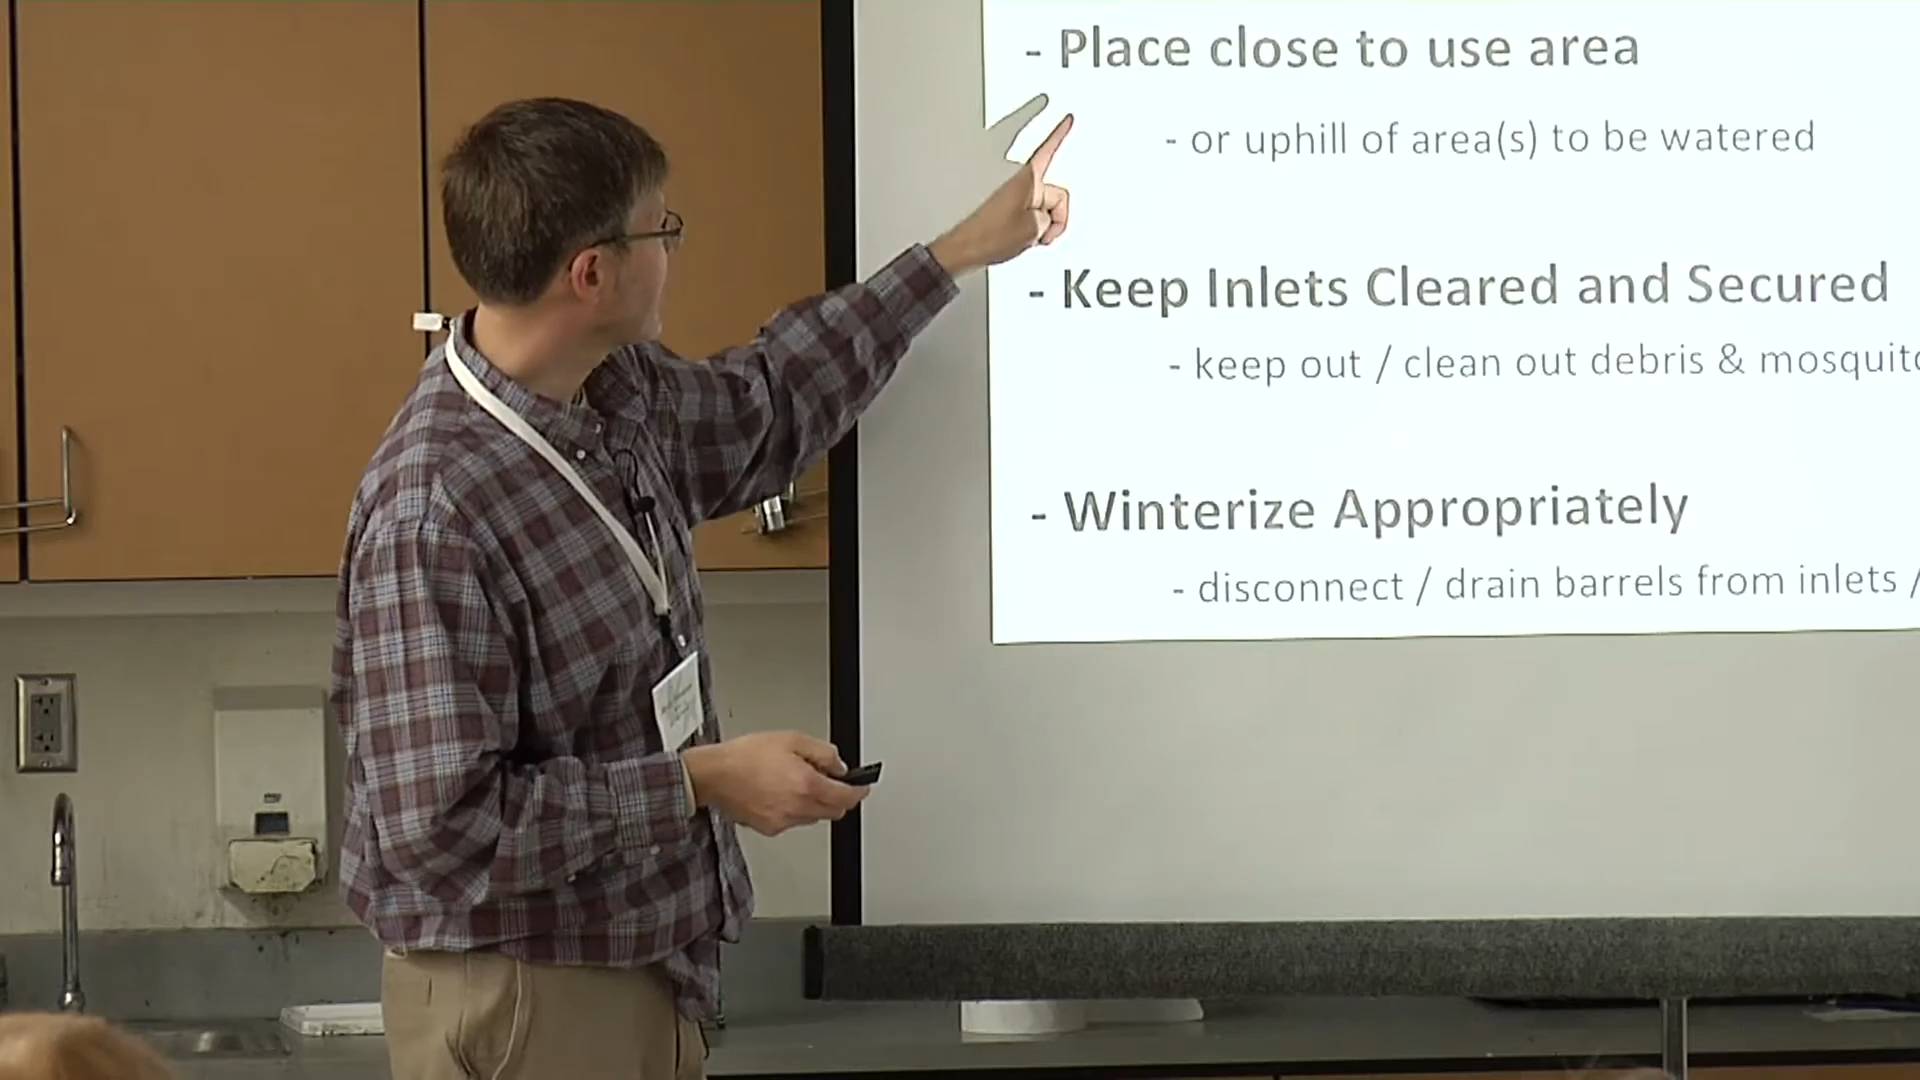 - Place close to use area
- or uphill of area(s) to be watered
- Keep Inlets Cleared and Secured
- keep out / clean out debris & mosquito
- Winterize Appropriately
- disconnect / drain barrels from inlets /